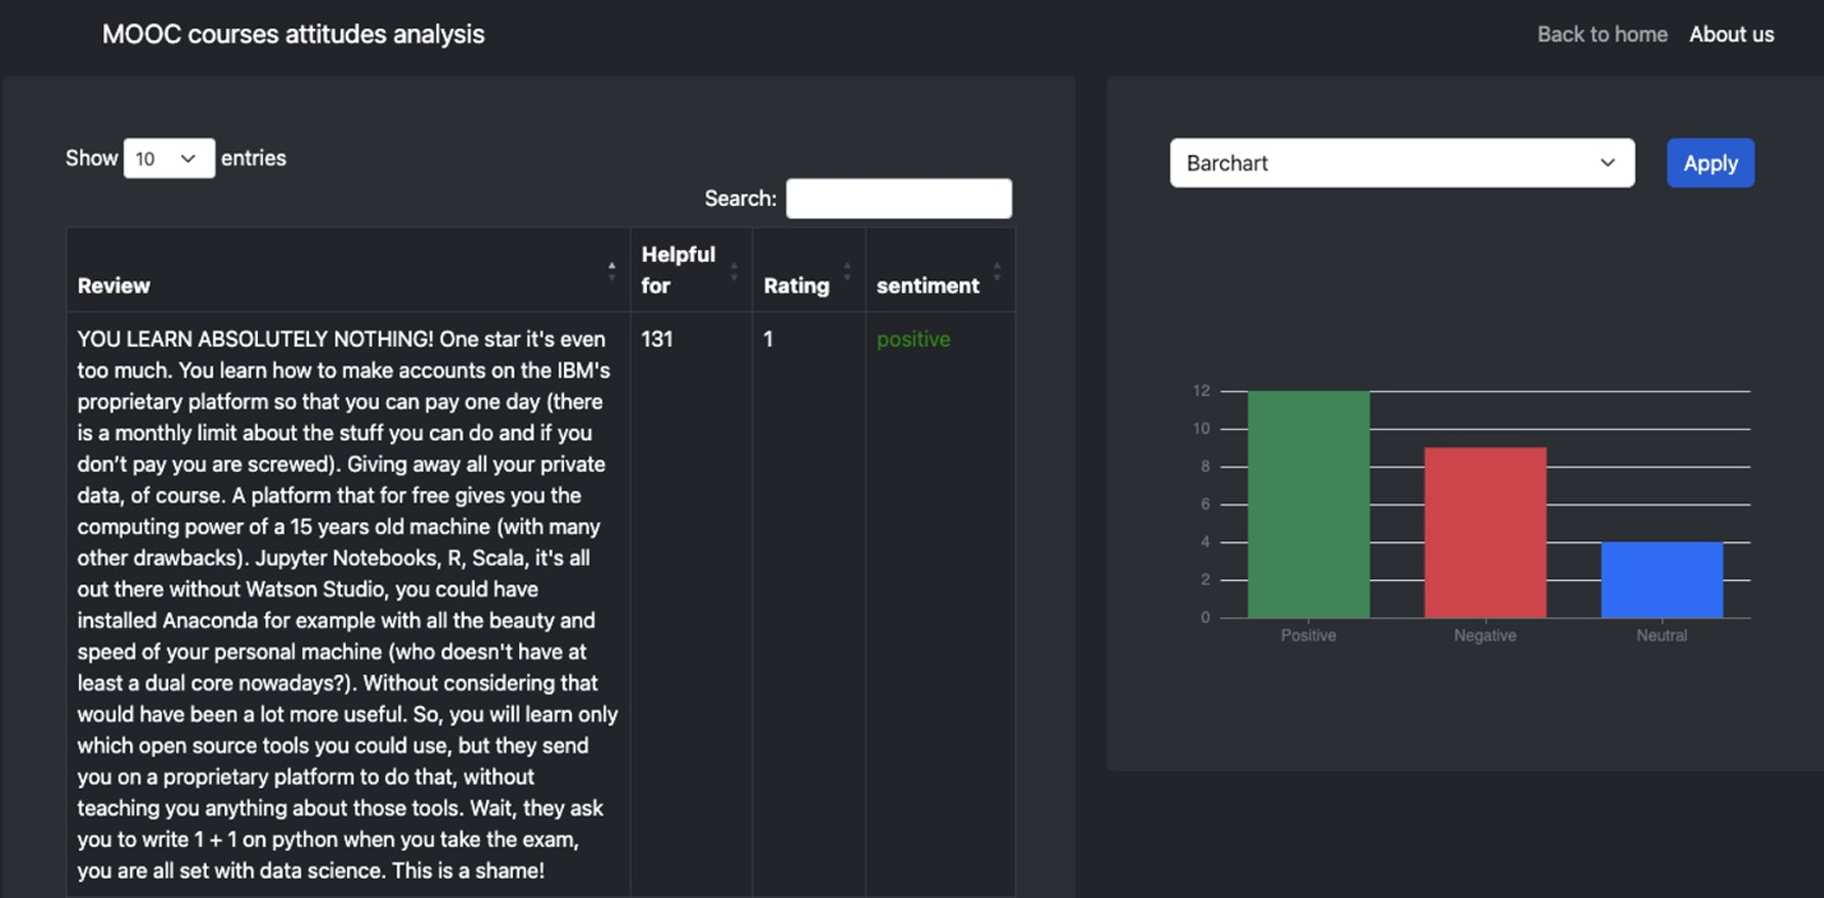 MOOC courses attitudes analysis
Back to home About us
Show 10 entries
Search:
Review
Helpful
for
Rating
sentiment
YOU LEARN ABSOLUTELY NOTHING! One star it's even
too much. You learn how to make accounts on the IBM's
proprietary platform so that you can pay one day (there
is a monthly limit about the stuff you can do and if you
don’t pay you are screwed). Giving away all your private
data, of course. A platform that for free gives you the
computing power of a 15 years old machine (with many
other drawbacks). Jupyter Notebooks, R, Scala, it's all
out there without Watson Studio, you could have
installed Anaconda for example with all the beauty and
speed of your personal machine (who doesn't have at
least a dual core nowadays?). Without considering that
would have been a lot more useful. So, you will learn only
which open source tools you could use, but they send
you on a proprietary platform to do that, without
teaching you anything about those tools. Wait, they ask
you to write 1 + 1 on python when you take the exam,
you are all set with data science. This is a shame!
131
1
positive
Barchart
Apply
12
10
8
6
4
2
0
Positive Negative Neutral